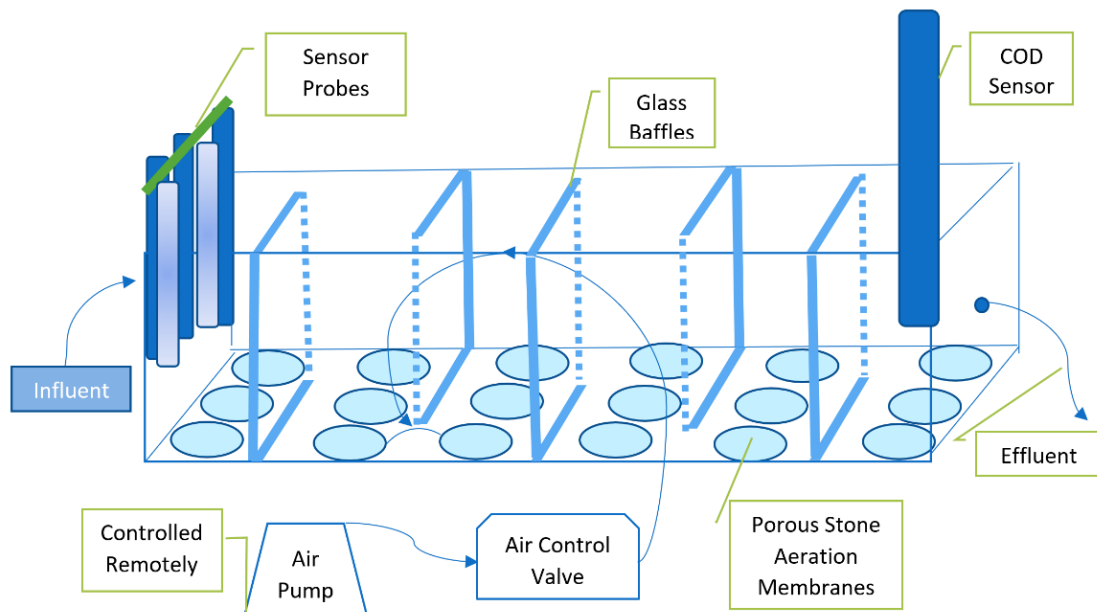 Sensor
Probes
Glass
Baffles
COD
Sensor
Influent
Effluent
Controlled
Remotely
Air
Pump
Air Control
Valve
Porous Stone
Aeration
Membranes